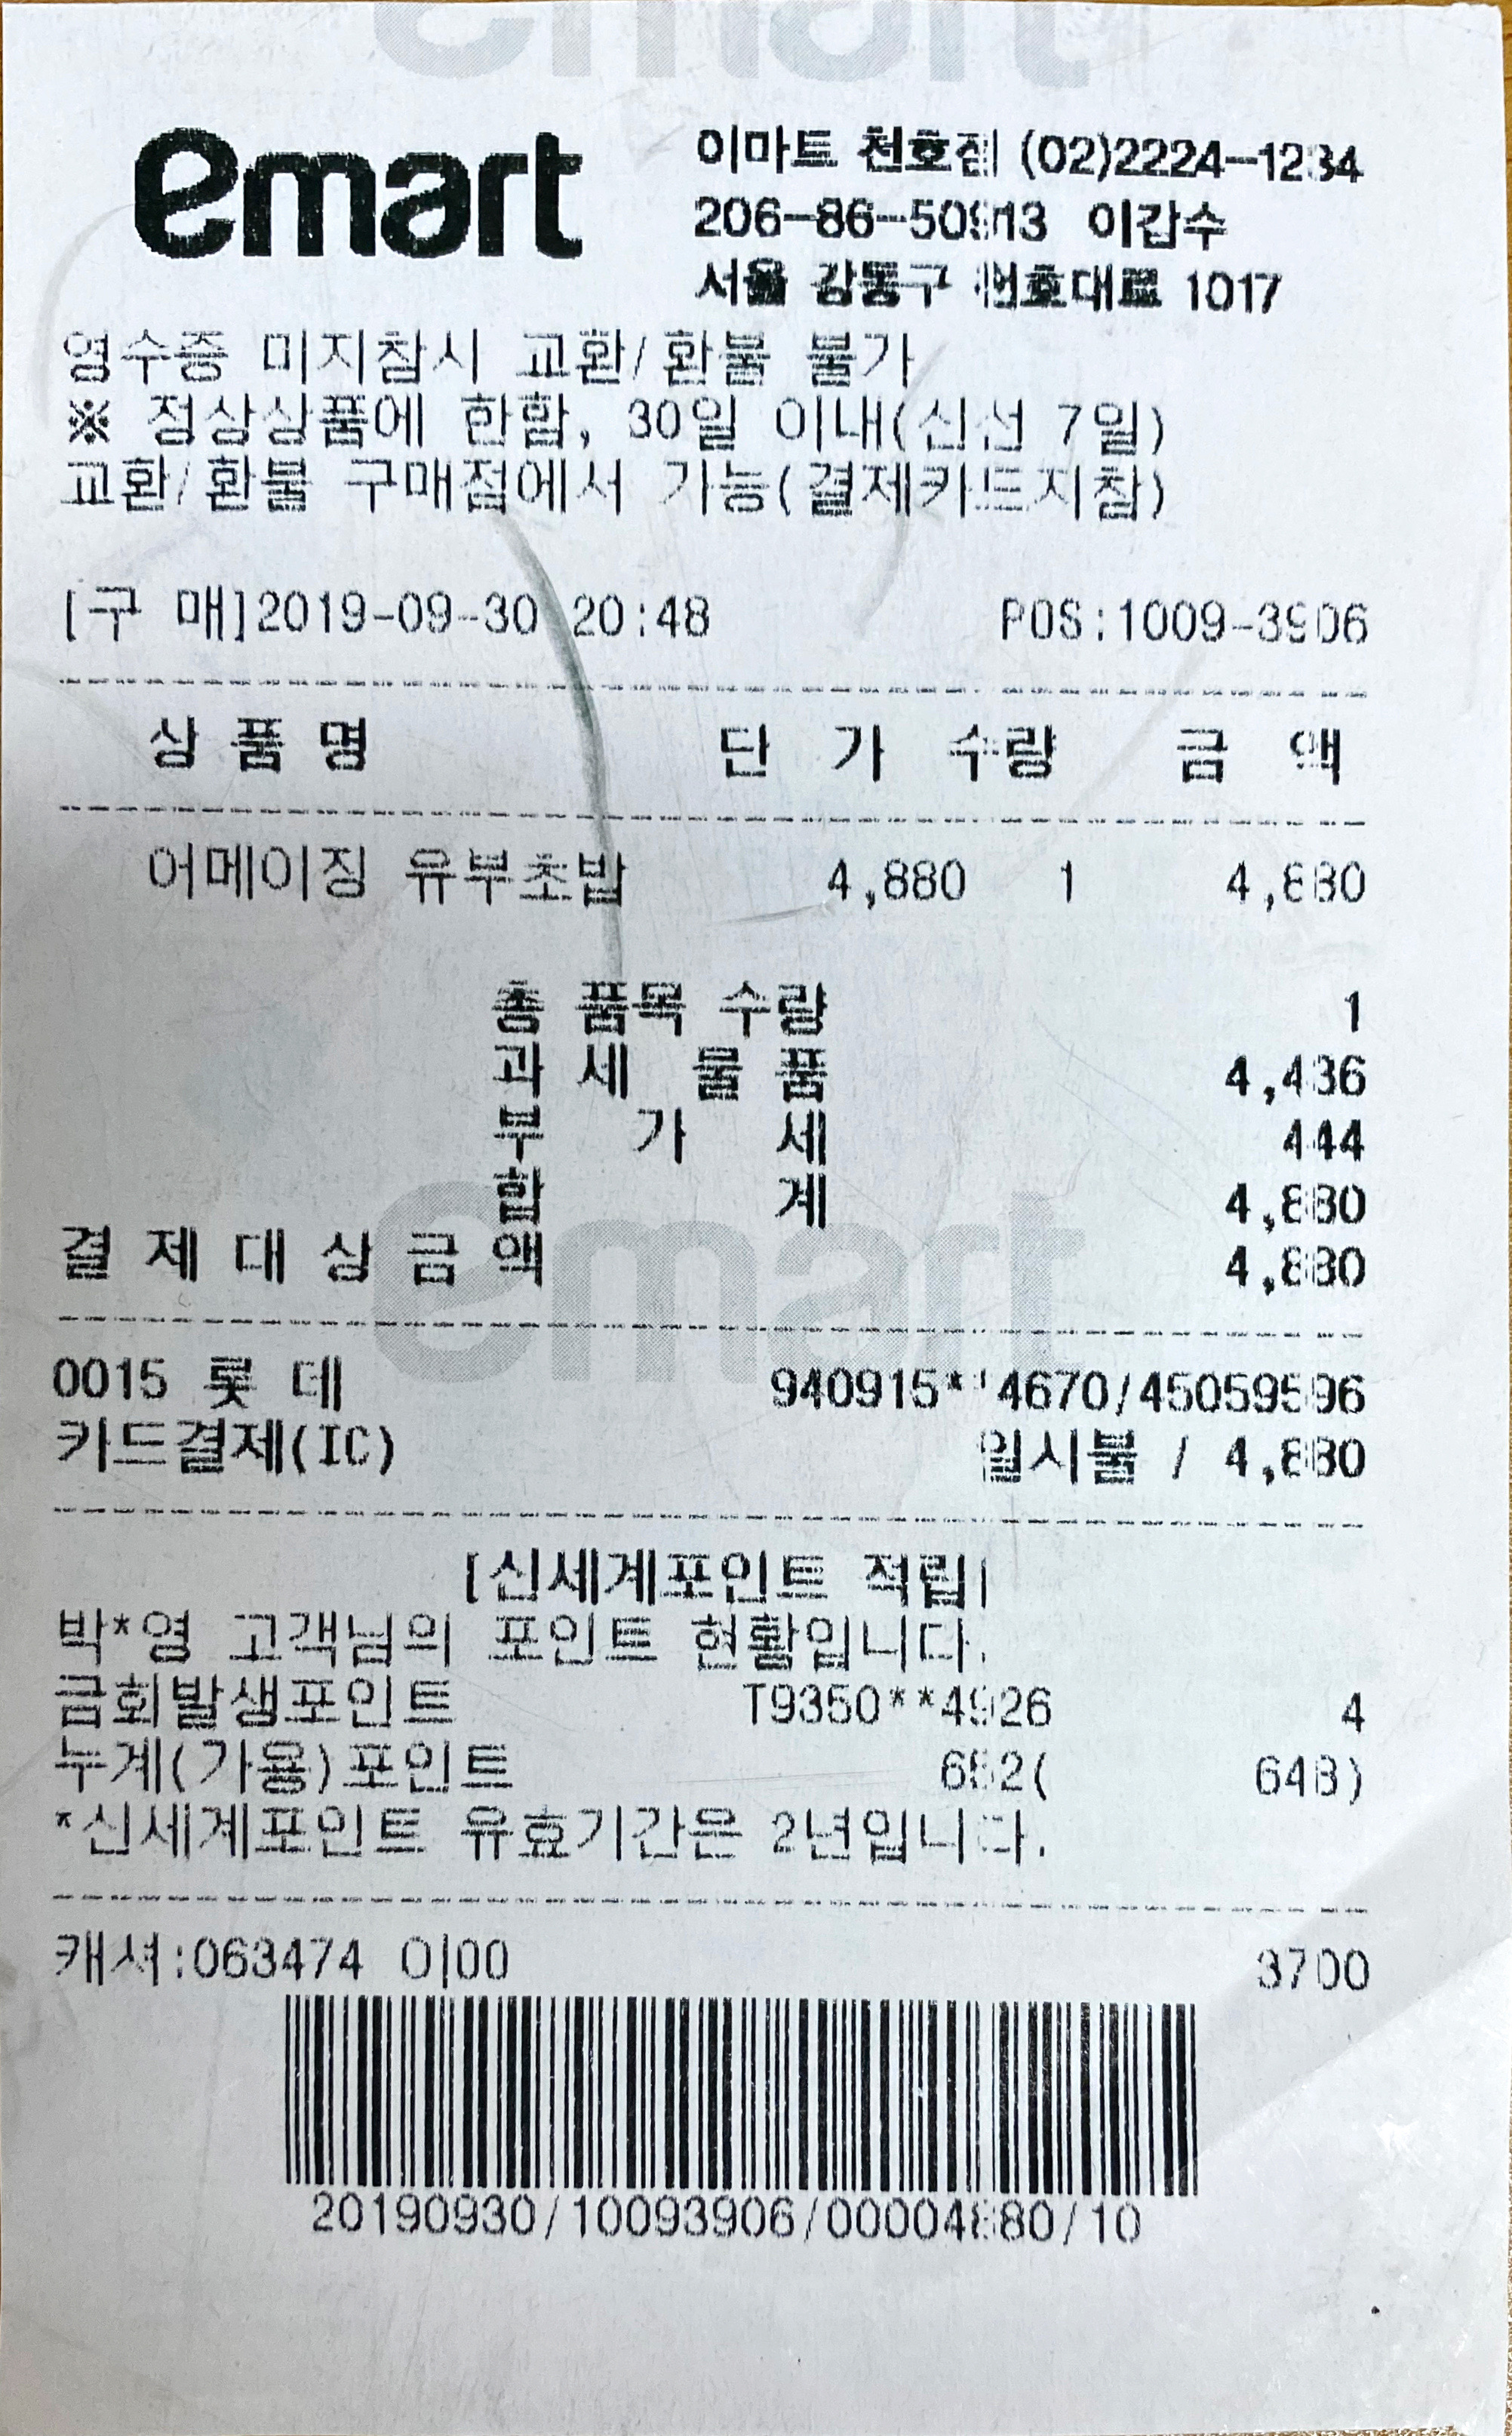 emart
emart
이마트 천호점 (02)2224-1234
206-86-50913 이갑수
서울 강동구 천호대로 1017
영수증 미지참시 교환/환불 불가
※ 정상상품에 한함, 30일 이내(신선 7일)
교환/환불 구매점에서 가능(결제카드지참)
[구 매]2019-09-30 20:48 POS:1009-3906
상 품 명 단 가 수량 금 액
어메이징 유부초밥 4,880 1 4,880
총 품목 수량 1
과 세 물 품 4,436
부 가 세 444
합 계 4,880
emart
결 제 대 상 금 액 4,880
0015 롯 데 940915**4670/45059596
카드결제(IC) 일시불 / 4,880
[신세계포인트 적립]
박*영 고객님의 포인트 현황입니다.
금회발생포인트 T9350**4926 4
누계(가용)포인트 652( 648)
*신세계포인트 유효기간은 2년입니다.
캐셔:063474 이00 3700
20190930/10093906/00004880/10